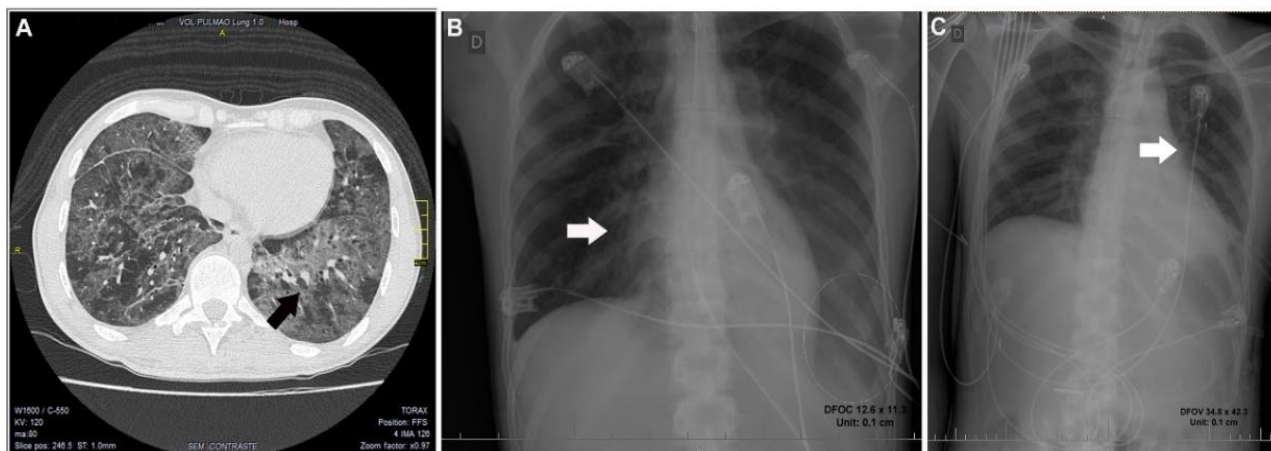 A
VOL PULMAO Lung 1.0 Hosp
A
R
W1600 / C-550
KV: 120
ma:80
Slice pos: 246.5 ST: 1.0mm
SEM CONTRASTE
TORAX
Position: FFS
4 IMA 126
Zoom factor: x0.97
B
D
DFOC 12.6 x 11.3
Unit: 0.1 cm
C
D
DFOV 34.8 x 42.3
Unit: 0.1 cm